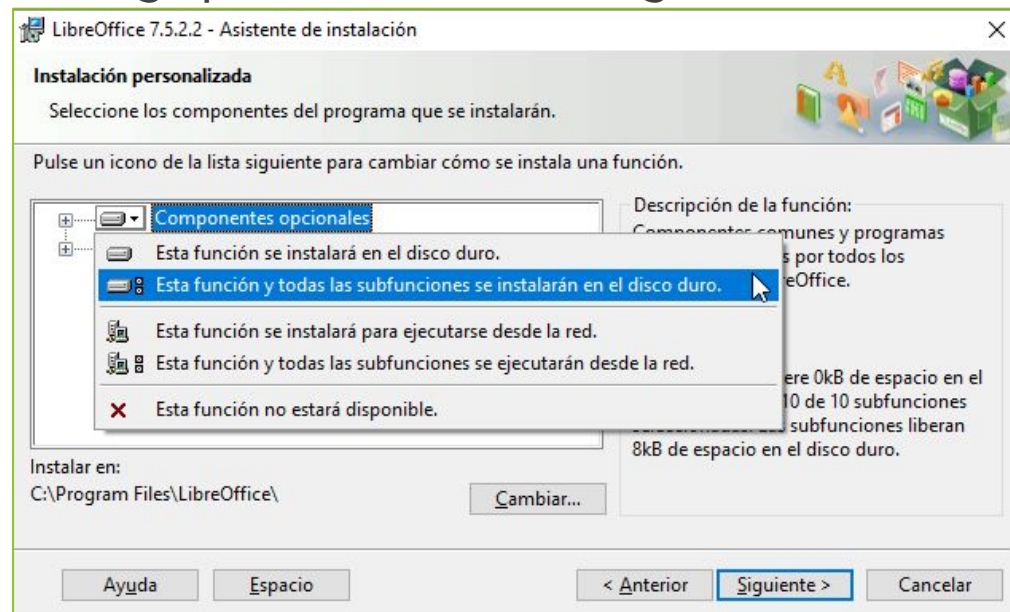 LibreOffice 7.5.2.2 - Asistente de instalación
Instalación personalizada
Seleccione los componentes del programa que se instalarán.
Pulse un icono de la lista siguiente para cambiar cómo se instala una función.
Componentes opcionales
Esta función se instalará en el disco duro.
Esta función y todas las subfunciones se instalarán en el disco duro.
Esta función se instalará para ejecutarse desde la red.
Esta función y todas las subfunciones se ejecutarán desde la red.
Esta función no estará disponible.
Descripción de la función:
Componentes comunes y programas
s por todos los
eOffice.
ere 0kB de espacio en el
10 de 10 subfunciones
subfunciones liberan
8kB de espacio en el disco duro.
Instalar en:
C:\Program Files\LibreOffice\
Cambiar...
Ayuda
Espacio
< Anterior
Siguiente >
Cancelar